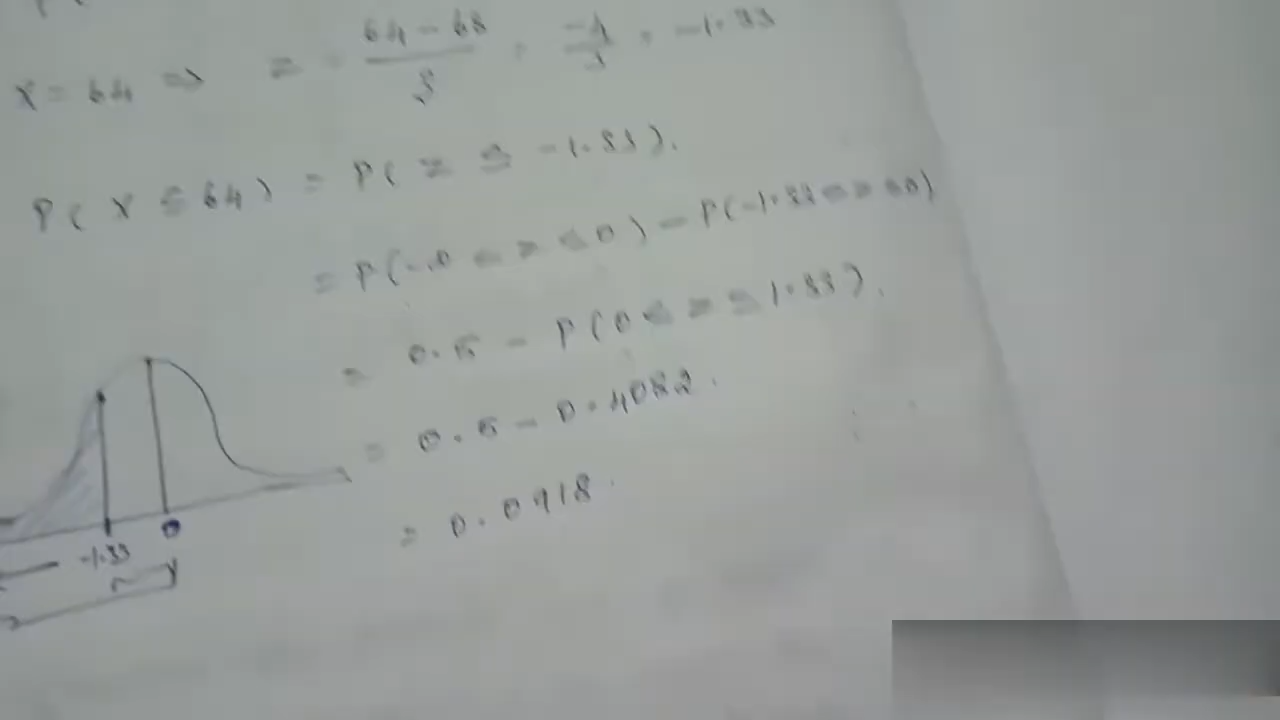 X = 64 ⇒ z = (64 - 68)/3 = -4/3 = -1.33
P( X ≤ 64 ) = P( z ≤ -1.33 ).
= P( -∞ < z ≤ 0 ) - P( -1.33 ≤ z ≤ 0 )
= 0.5 - P( 0 ≤ z ≤ 1.33 ).
= 0.5 - 0.4082.
= 0.0918.
-1.33 0